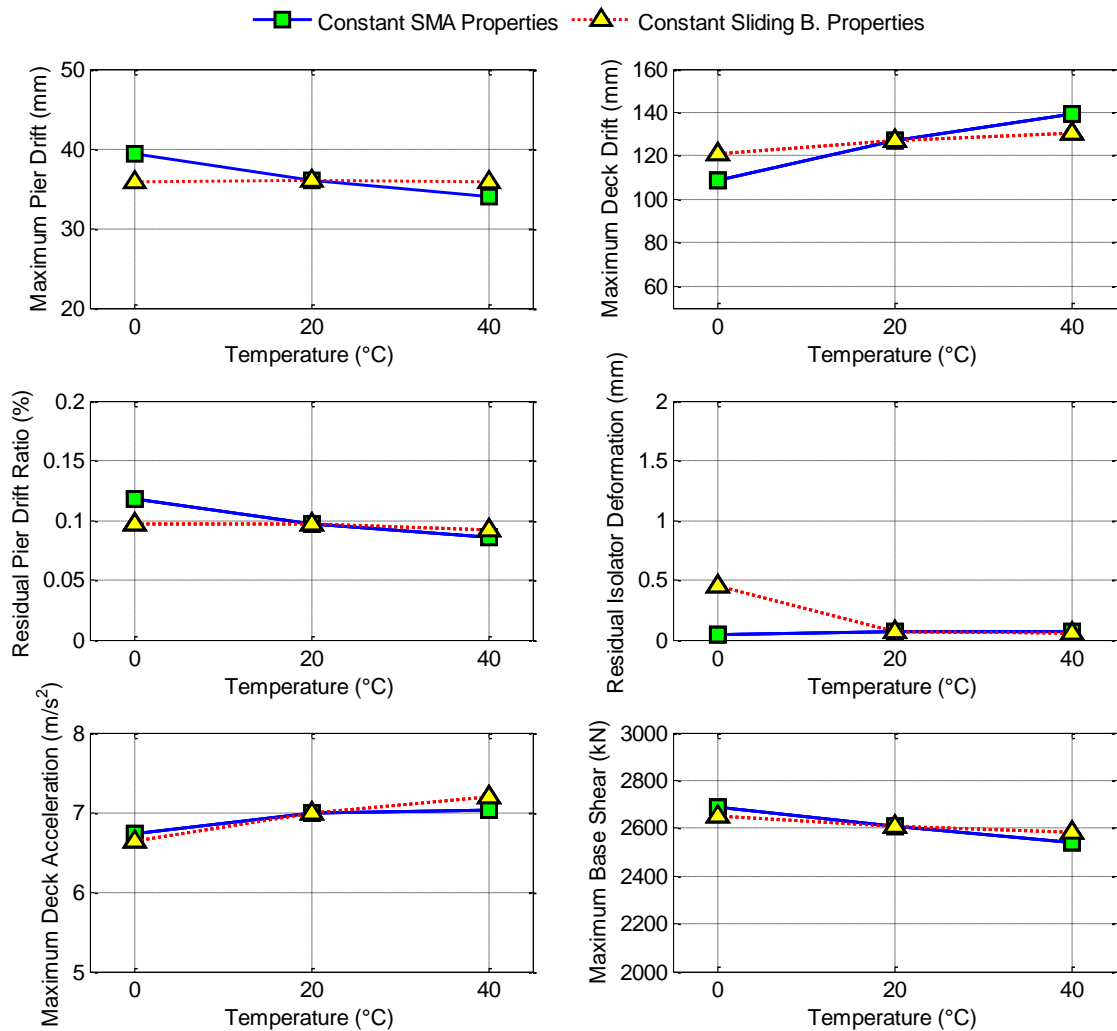 Constant SMA Properties Constant Sliding B. Properties
Maximum Pier Drift (mm)
50
40
30
20
0 20 40
Temperature (°C)
Maximum Deck Drift (mm)
160
140
120
100
80
60
0 20 40
Temperature (°C)
Residual Pier Drift Ratio (%)
0.2
0.15
0.1
0.05
0
0 20 40
Temperature (°C)
Residual Isolator Deformation (mm)
2
1.5
1
0.5
0
0 20 40
Temperature (°C)
Maximum Deck Acceleration (m/s²)
8
7
6
5
0 20 40
Temperature (°C)
Maximum Base Shear (kN)
3000
2800
2600
2400
2200
2000
0 20 40
Temperature (°C)